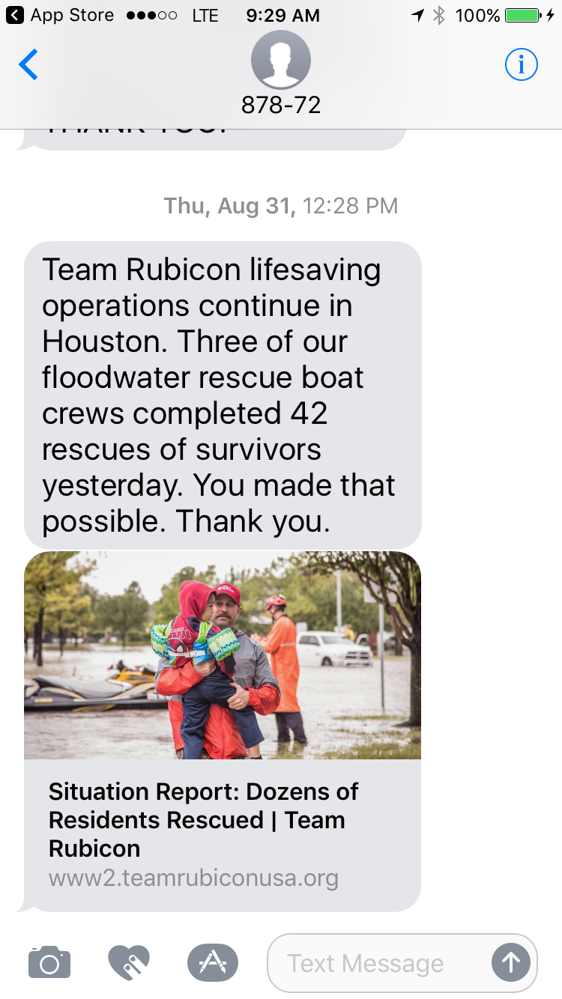 App Store LTE 9:29 AM 100%
878-72
THANK YOU.
Thu, Aug 31, 12:28 PM
Team Rubicon lifesaving
operations continue in
Houston. Three of our
floodwater rescue boat
crews completed 42
rescues of survivors
yesterday. You made that
possible. Thank you.
Situation Report: Dozens of
Residents Rescued | Team
Rubicon
www2.teamrubiconusa.org
Text Message